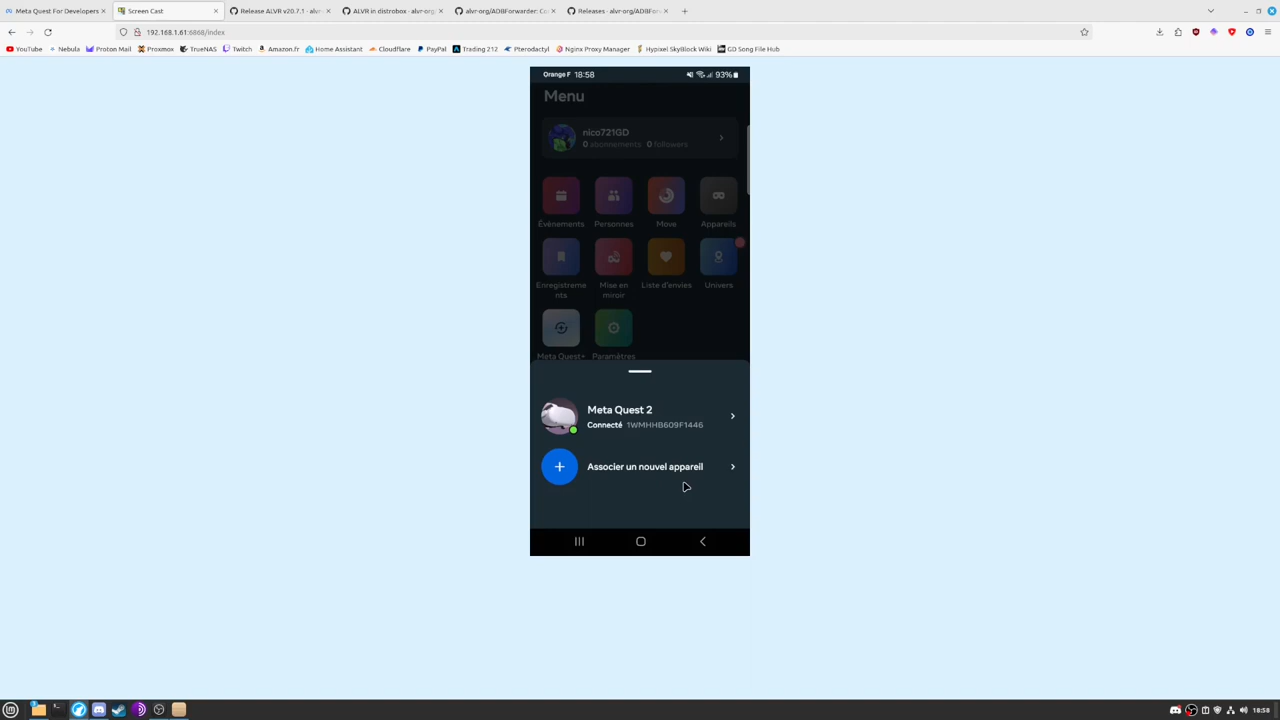 Meta Quest For Developers
Screen Cast
Release ALVR v20.7.1 · alvr-
ALVR in distrobox · alvr-org
alvr-org/ADBForwarder: Co
Releases · alvr-org/ADBForw
192.168.1.61:6868/index
YouTube
Nebula
Proton Mail
Proxmox
TrueNAS
Twitch
Amazon.fr
Home Assistant
Cloudflare
PayPal
Trading 212
Pterodactyl
Nginx Proxy Manager
Hypixel SkyBlock Wiki
GD Song File Hub
Orange F 18:58
93%
Menu
nico721GD
0 abonnements 0 followers
Événements
Personnes
Move
Appareils
Enregistreme
nts
Mise en
miroir
Liste d'envies
Univers
Meta Quest+
Paramètres
Meta Quest 2
Connecté 1WMHHB609F1446
Associer un nouvel appareil
18:58